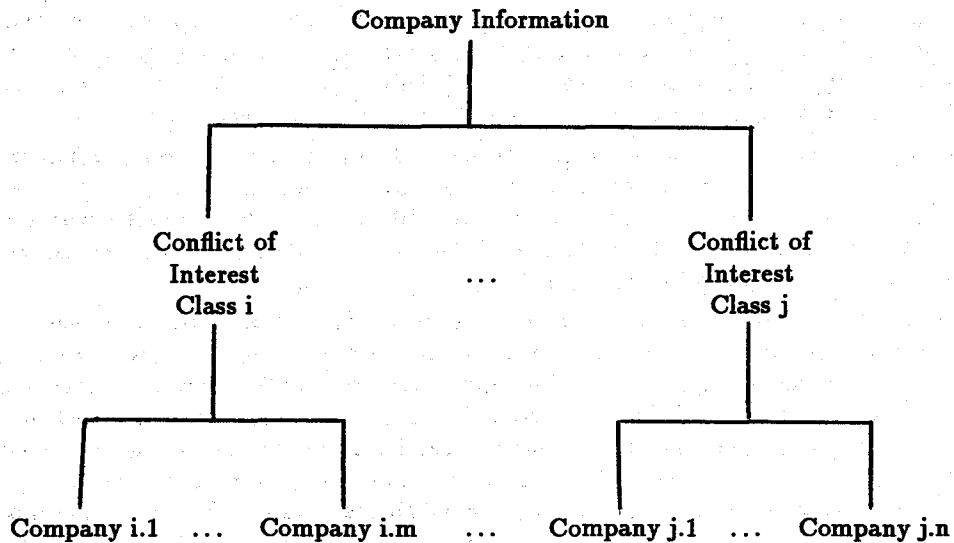 Company Information
Conflict of
Interest
Class i
...
Conflict of
Interest
Class j
Company i.1 ... Company i.m ... Company j.1 ... Company j.n